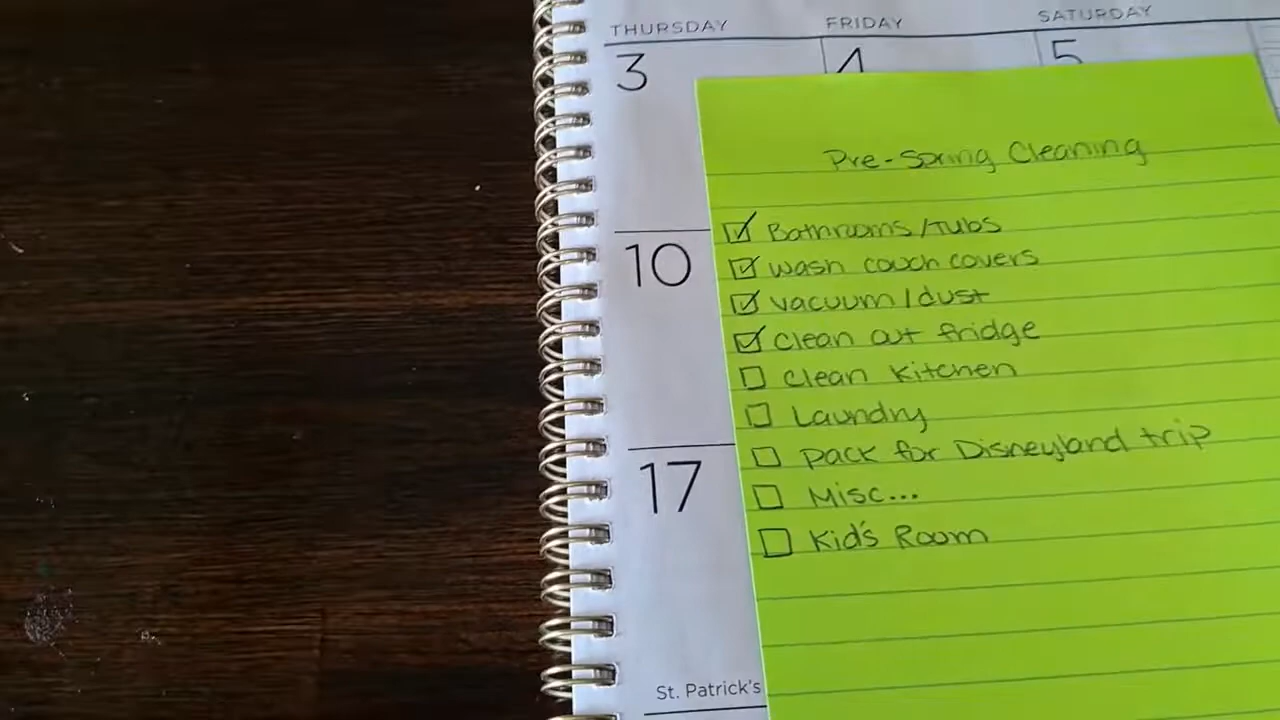 THURSDAY FRIDAY SATURDAY
3 4 5
Pre-Spring Cleaning
Bathrooms/Tubs
10
wash couch covers
vacuum/dust
clean out fridge
clean kitchen
Laundry
pack for Disneyland trip
17
Misc...
Kid's Room
St. Patrick's